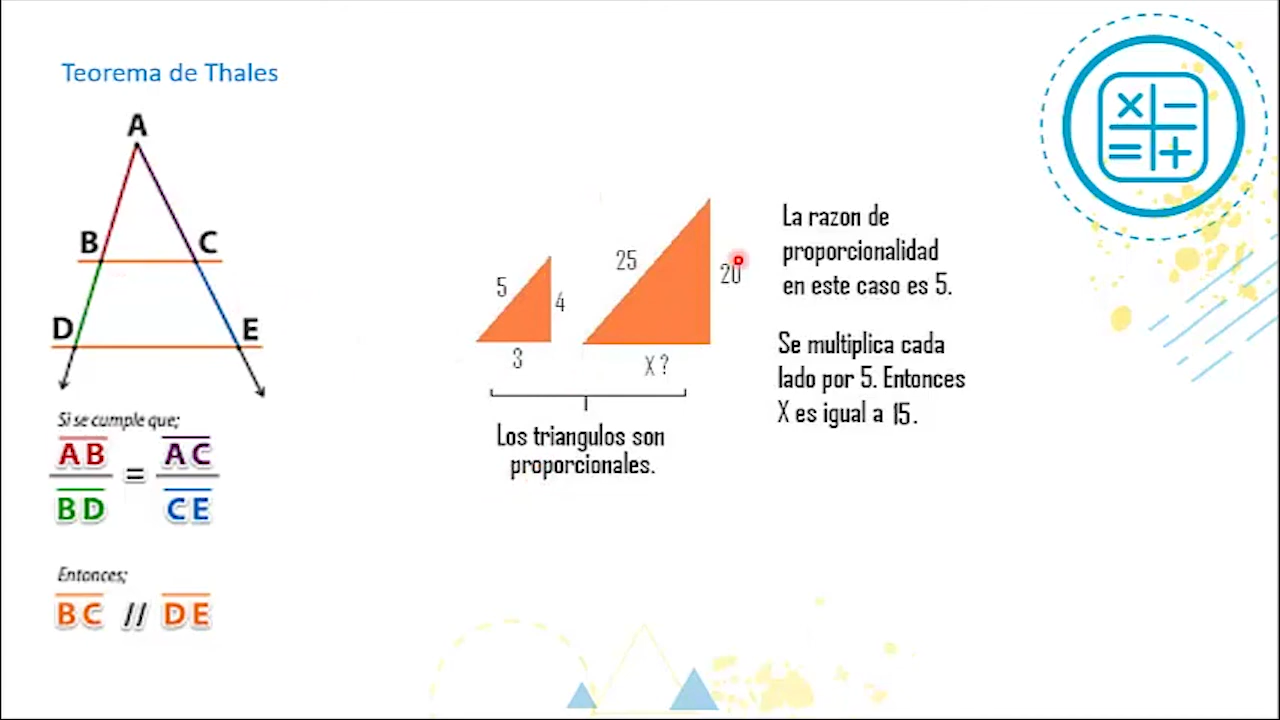 Teorema de Thales
A
B
C
D
E
Si se cumple que;
AB = AC
BD CE
Entonces;
BC // DE
5
4
3
25
20
X ?
Los triangulos son
proporcionales.
La razon de
proporcionalidad
en este caso es 5.
Se multiplica cada
lado por 5. Entonces
X es igual a 15.